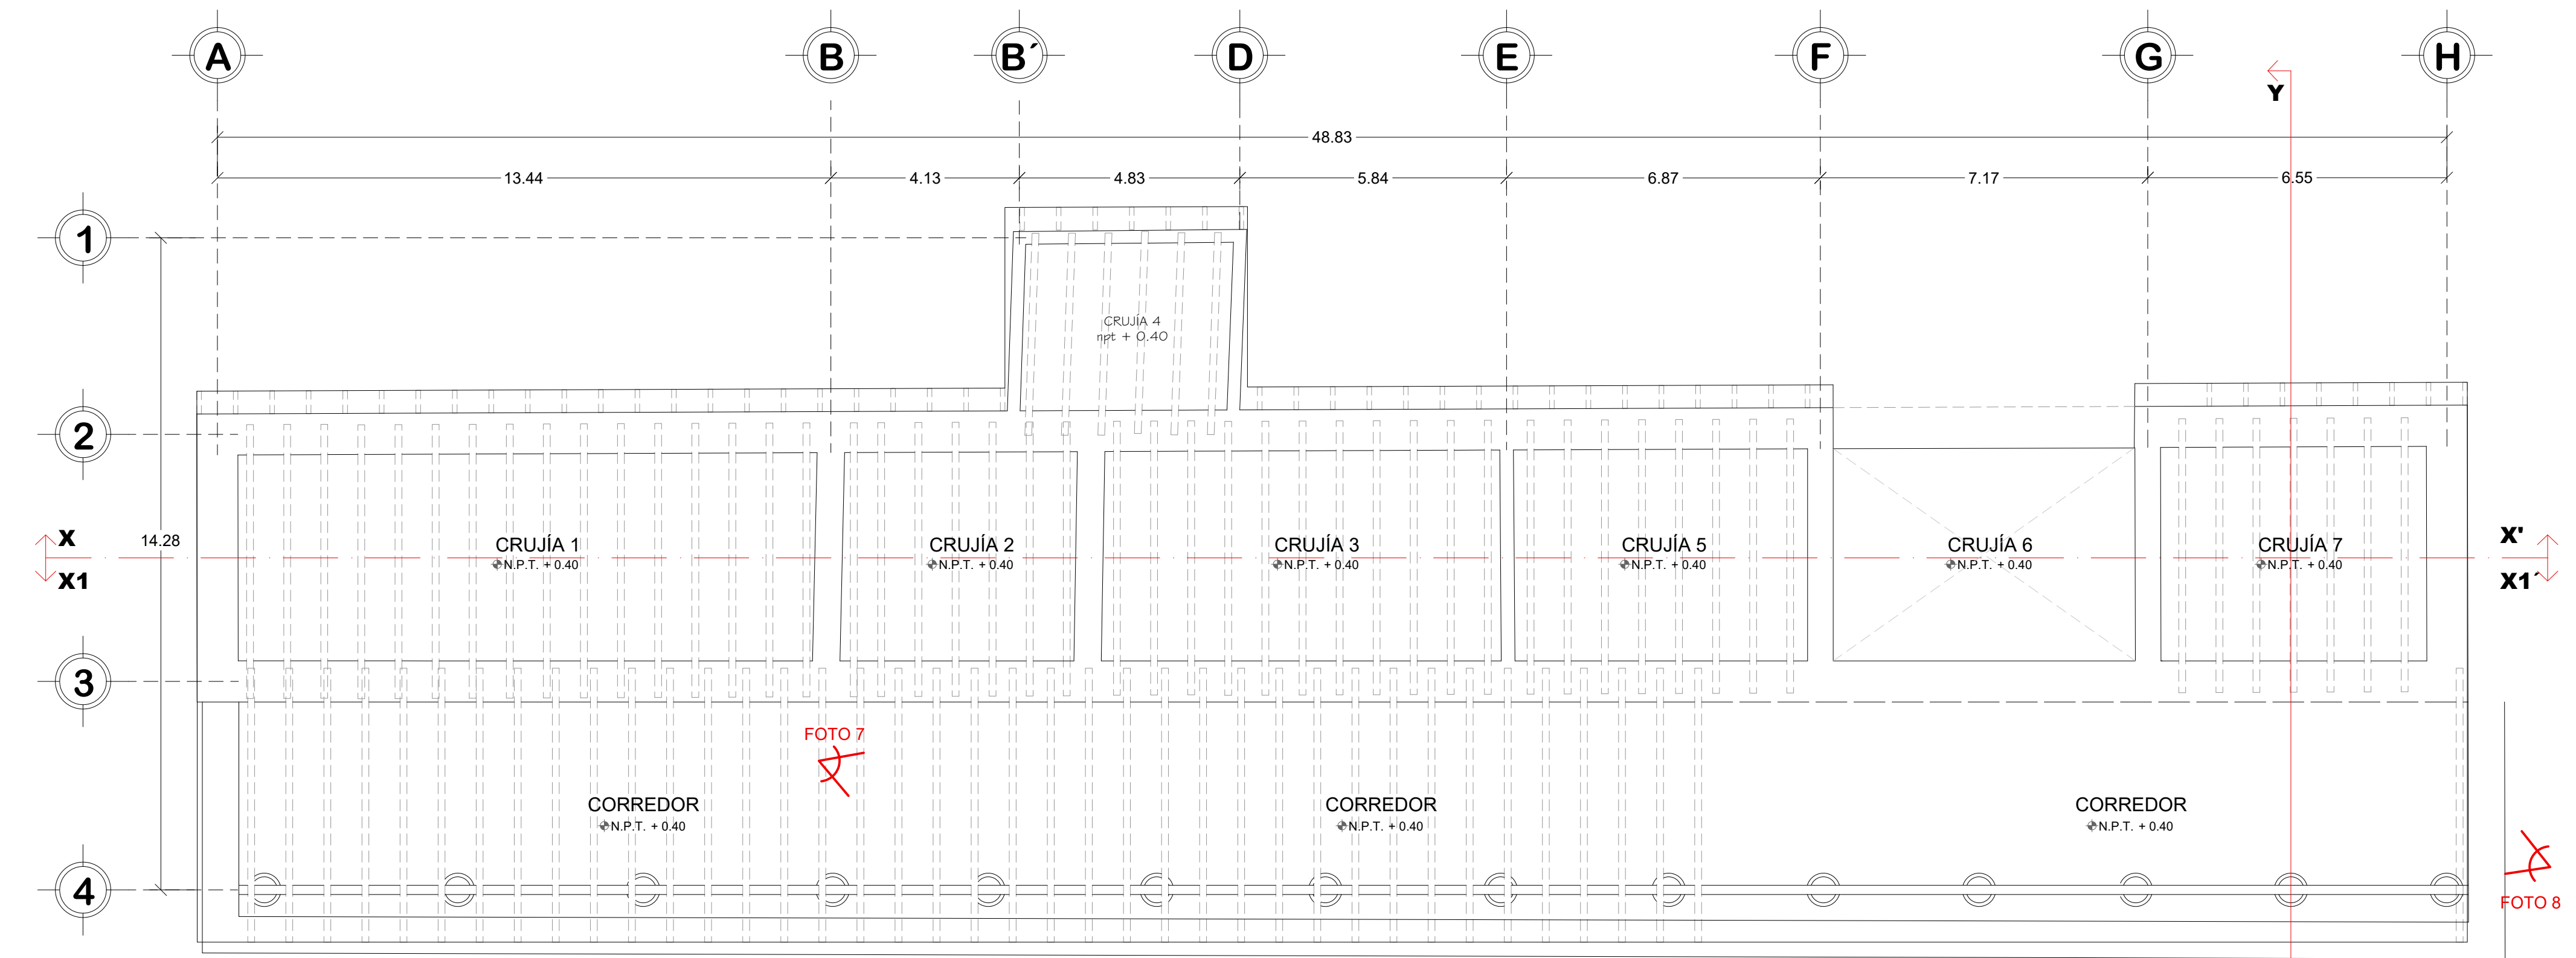 A B B´ D E F G H
Y
48.83
13.44 4.13 4.83 5.84 6.87 7.17 6.55
1
CRUJÍA 4
npt + 0.40
2
X 14.28 CRUJÍA 1 CRUJÍA 2 CRUJÍA 3 CRUJÍA 5 CRUJÍA 6 CRUJÍA 7 X'
N.P.T. + 0.40 N.P.T. + 0.40 N.P.T. + 0.40 N.P.T. + 0.40 N.P.T. + 0.40 N.P.T. + 0.40
X1 X1´
3
FOTO 7
CORREDOR CORREDOR CORREDOR
N.P.T. + 0.40 N.P.T. + 0.40 N.P.T. + 0.40
4
FOTO 8